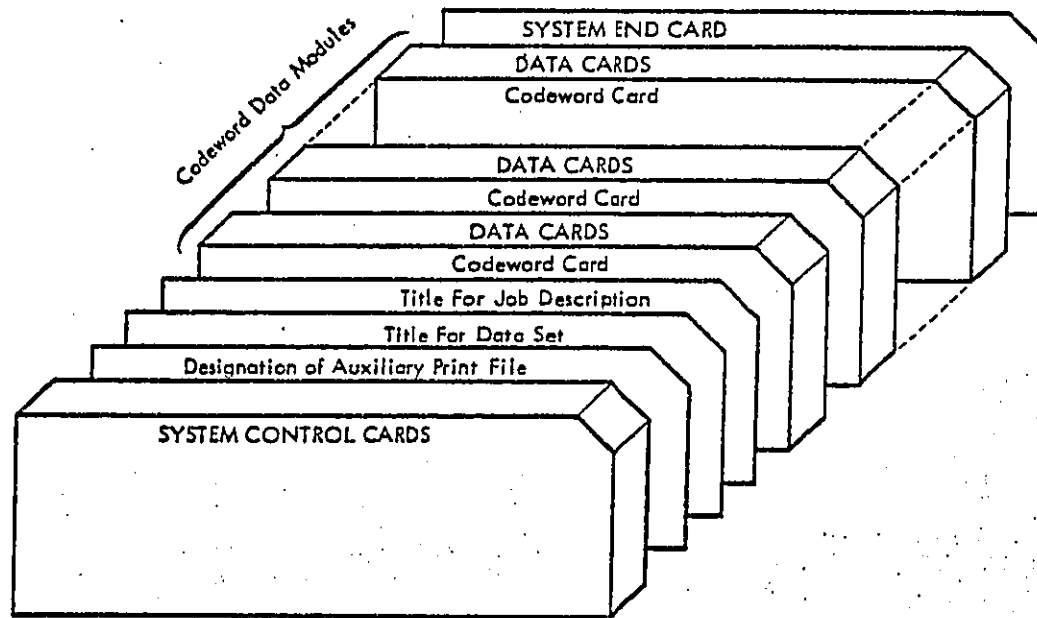 Codeword Data Modules
SYSTEM END CARD
DATA CARDS
Codeword Card
DATA CARDS
Codeword Card
DATA CARDS
Codeword Card
Title For Job Description
Title For Data Set
Designation of Auxiliary Print File
SYSTEM CONTROL CARDS